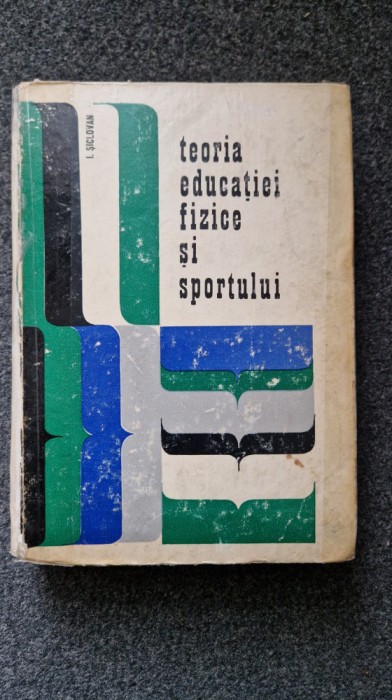 I. ȘICLOVAN
teoria
educației
fizice
și
sportului